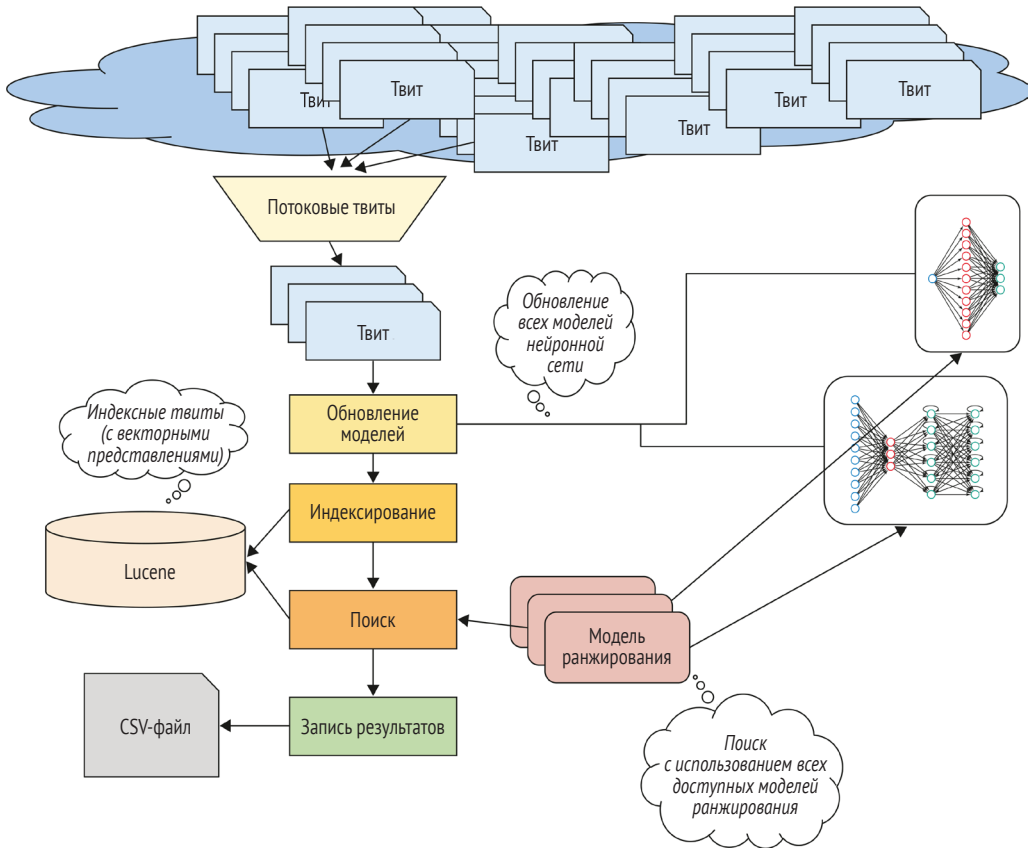 Твит
Твит
Твит
Твит
Твит
Твит
Потоковые твиты
Твит
Обновление
всех моделей
нейронной
сети
Индексные твиты
(с векторными
представлениями)
Обновление
моделей
Индексирование
Lucene
Поиск
Модель
ранжирования
CSV-файл
Запись результатов
Поиск
с использованием всех
доступных моделей
ранжирования